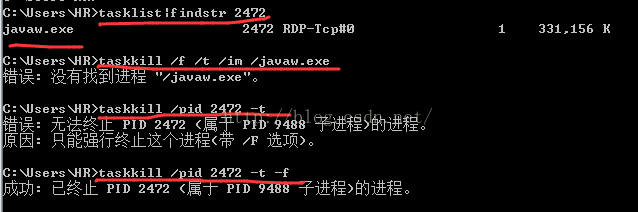 C:\Users\HR>tasklist|findstr 2472
javaw.exe 2472 RDP-Tcp#0 1 331,156 K
C:\Users\HR>taskkill /f /t /im /javaw.exe
错误: 没有找到进程 "/javaw.exe"。
C:\Users\HR>taskkill /pid 2472 -t
错误: 无法终止 PID 2472 (属于 PID 9488 子进程)的进程。
原因: 只能强行终止这个进程(带 /F 选项)。
C:\Users\HR>taskkill /pid 2472 -t -f
成功: 已终止 PID 2472 (属于 PID 9488 子进程)的进程。